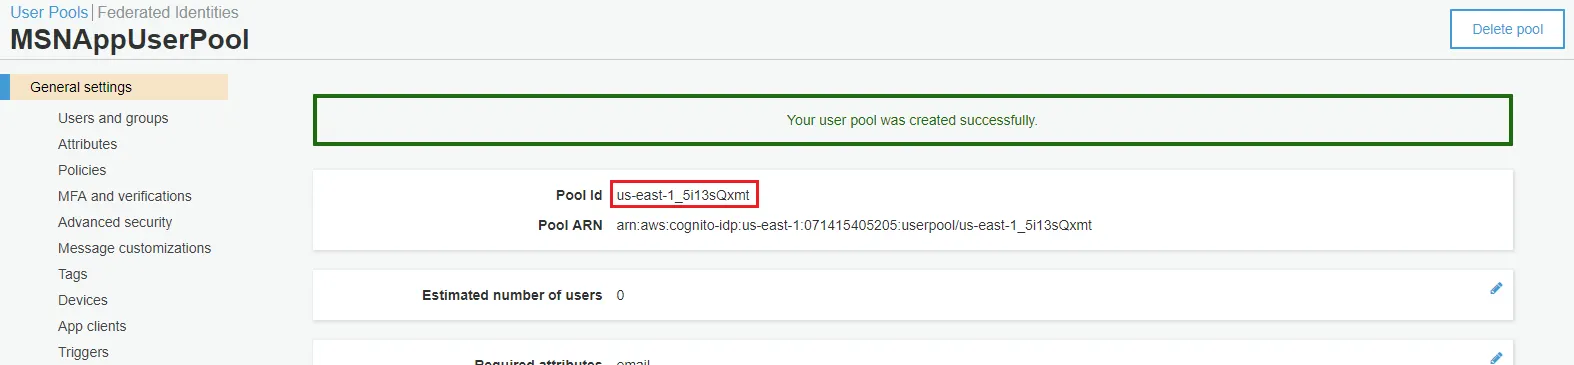 User Pools | Federated Identities
MSNAppUserPool
Delete pool
General settings
Users and groups
Attributes
Policies
MFA and verifications
Advanced security
Message customizations
Tags
Devices
App clients
Triggers
Your user pool was created successfully.
Pool Id us-east-1_5i13sQxmt
Pool ARN arn:aws:cognito-idp:us-east-1:071415405205:userpool/us-east-1_5i13sQxmt
Estimated number of users 0
Required attributes email